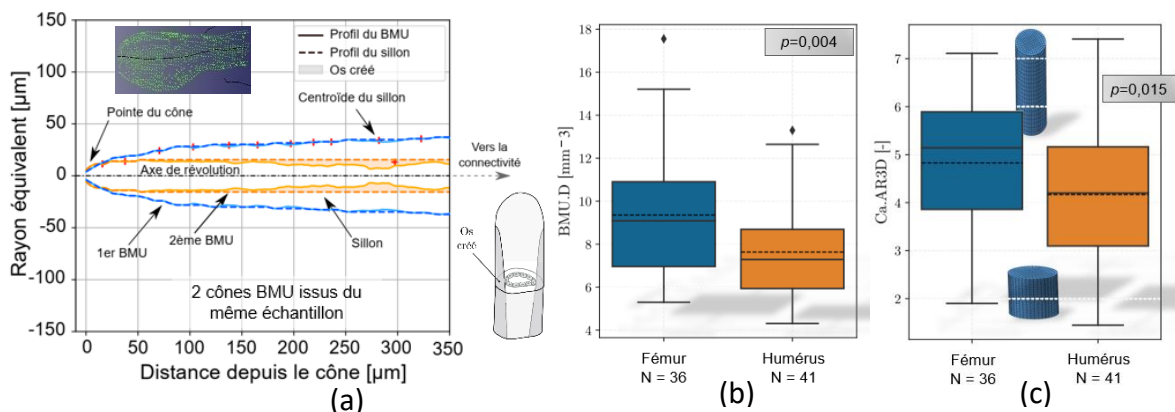 150
100
50
0
-50
-100
-150
Rayon équivalent [µm]
Profil du BMU
Profil du sillon
Os créé
Centroïde du sillon
Pointe du cône
Axe de révolution
Vers la
connectivité
1er BMU
2ème BMU
Sillon
Os
créé
2 cônes BMU issus du
même échantillon
0 50 100 150 200 250 300 350
Distance depuis le cône [µm]
(a)
18
16
14
12
10
8
6
4
BMU.D [mm−3]
p=0,004
Fémur
N = 36
Humérus
N = 41
(b)
7
6
5
4
3
2
Ca.AR3D [-]
p=0,015
Fémur
N = 36
Humérus
N = 41
(c)